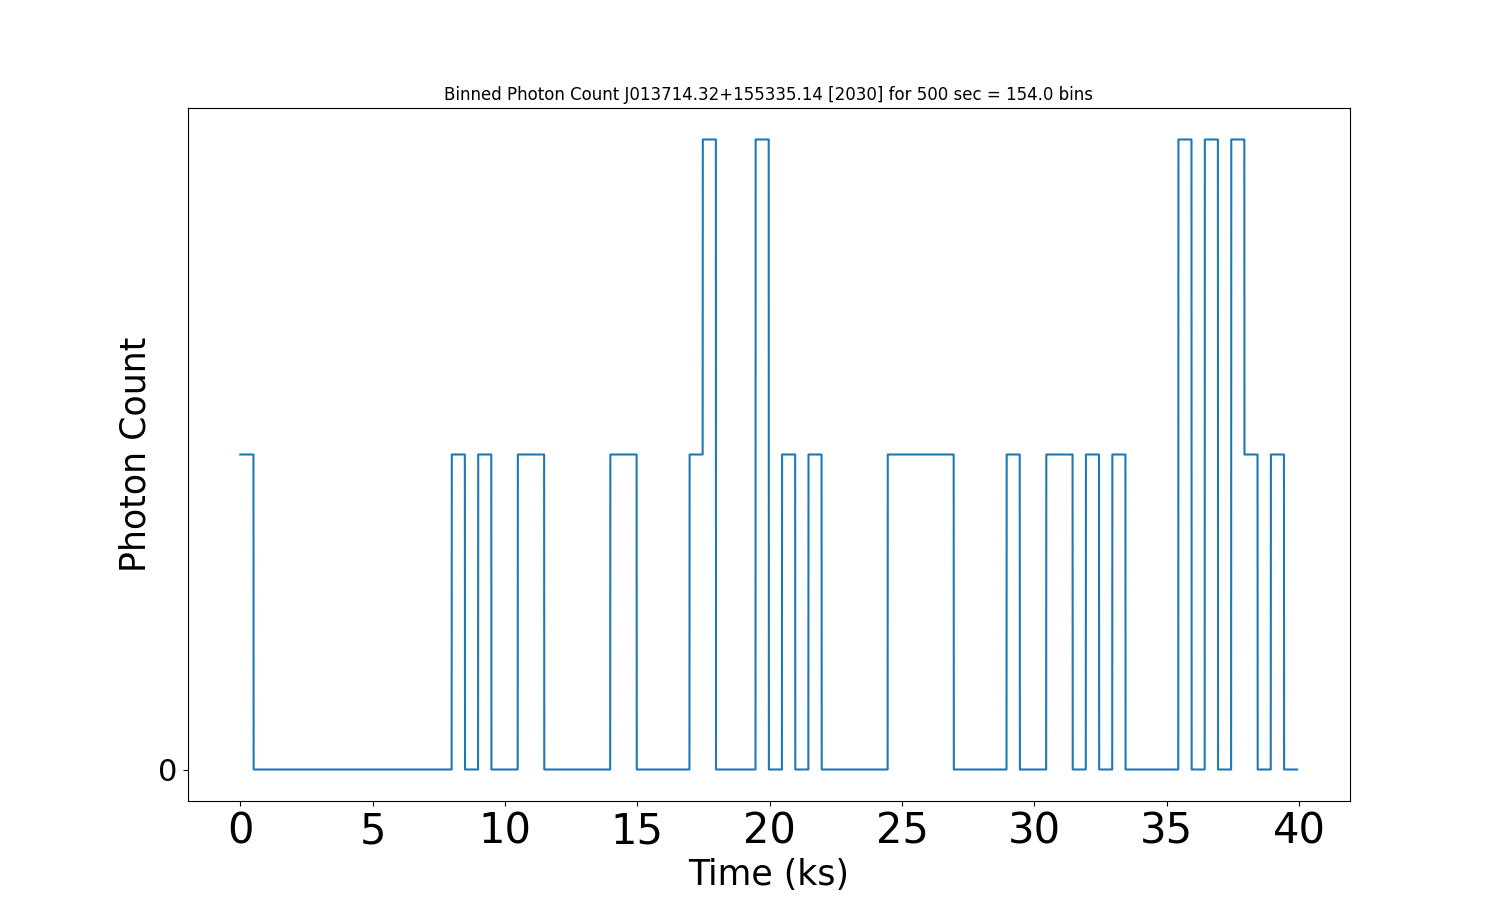 Binned Photon Count J013714.32+155335.14 [2030] for 500 sec = 154.0 bins
Photon Count
0
0 5 10 15 20 25 30 35 40
Time (ks)